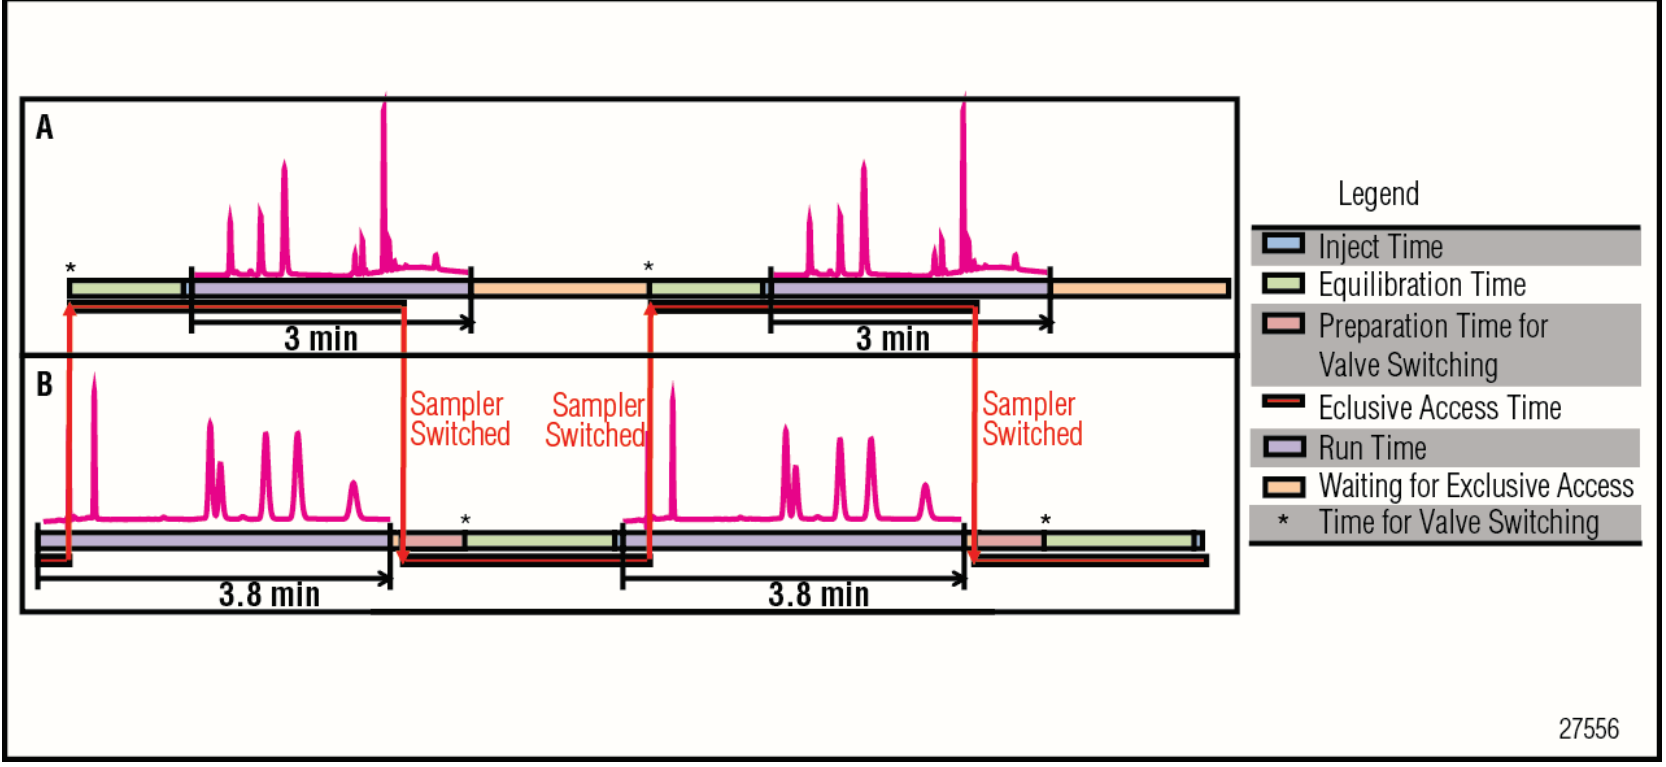 A
*
*
3 min
3 min
B
Sampler
Switched
Sampler
Switched
Sampler
Switched
*
*
3.8 min
3.8 min
Legend
Inject Time
Equilibration Time
Preparation Time for
Valve Switching
Eclusive Access Time
Run Time
Waiting for Exclusive Access
* Time for Valve Switching
27556